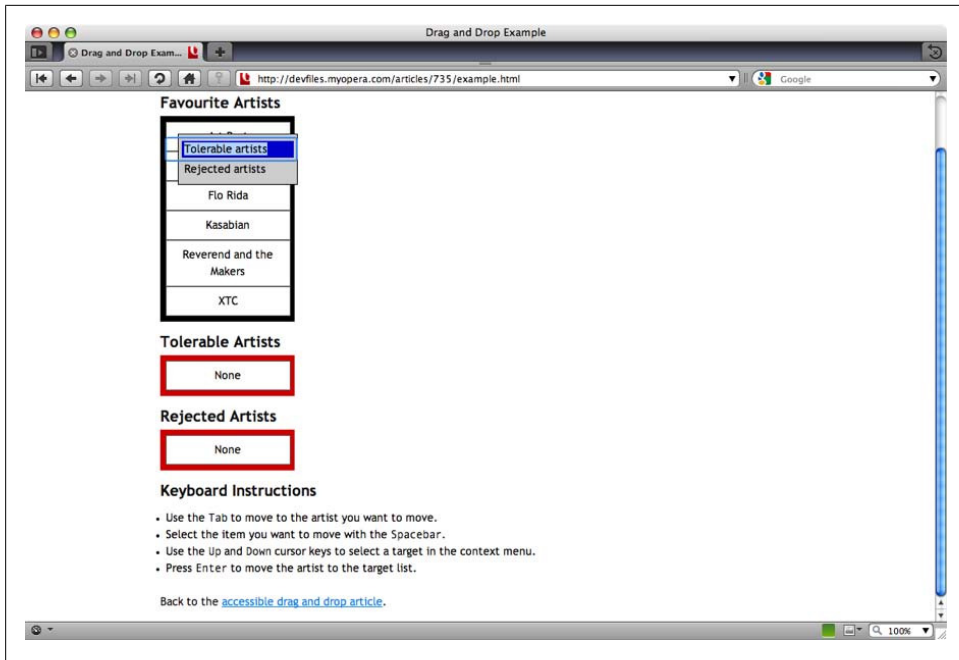 Drag and Drop Example
Drag and Drop Exam...
http://devfiles.myopera.com/articles/735/example.html
Google
Favourite Artists
Tolerable artists
Rejected artists
Flo Rida
Kasabian
Reverend and the
Makers
XTC
Tolerable Artists
None
Rejected Artists
None
Keyboard Instructions
• Use the Tab to move to the artist you want to move.
• Select the item you want to move with the Spacebar.
• Use the Up and Down cursor keys to select a target in the context menu.
• Press Enter to move the artist to the target list.
Back to the accessible drag and drop article.
100%